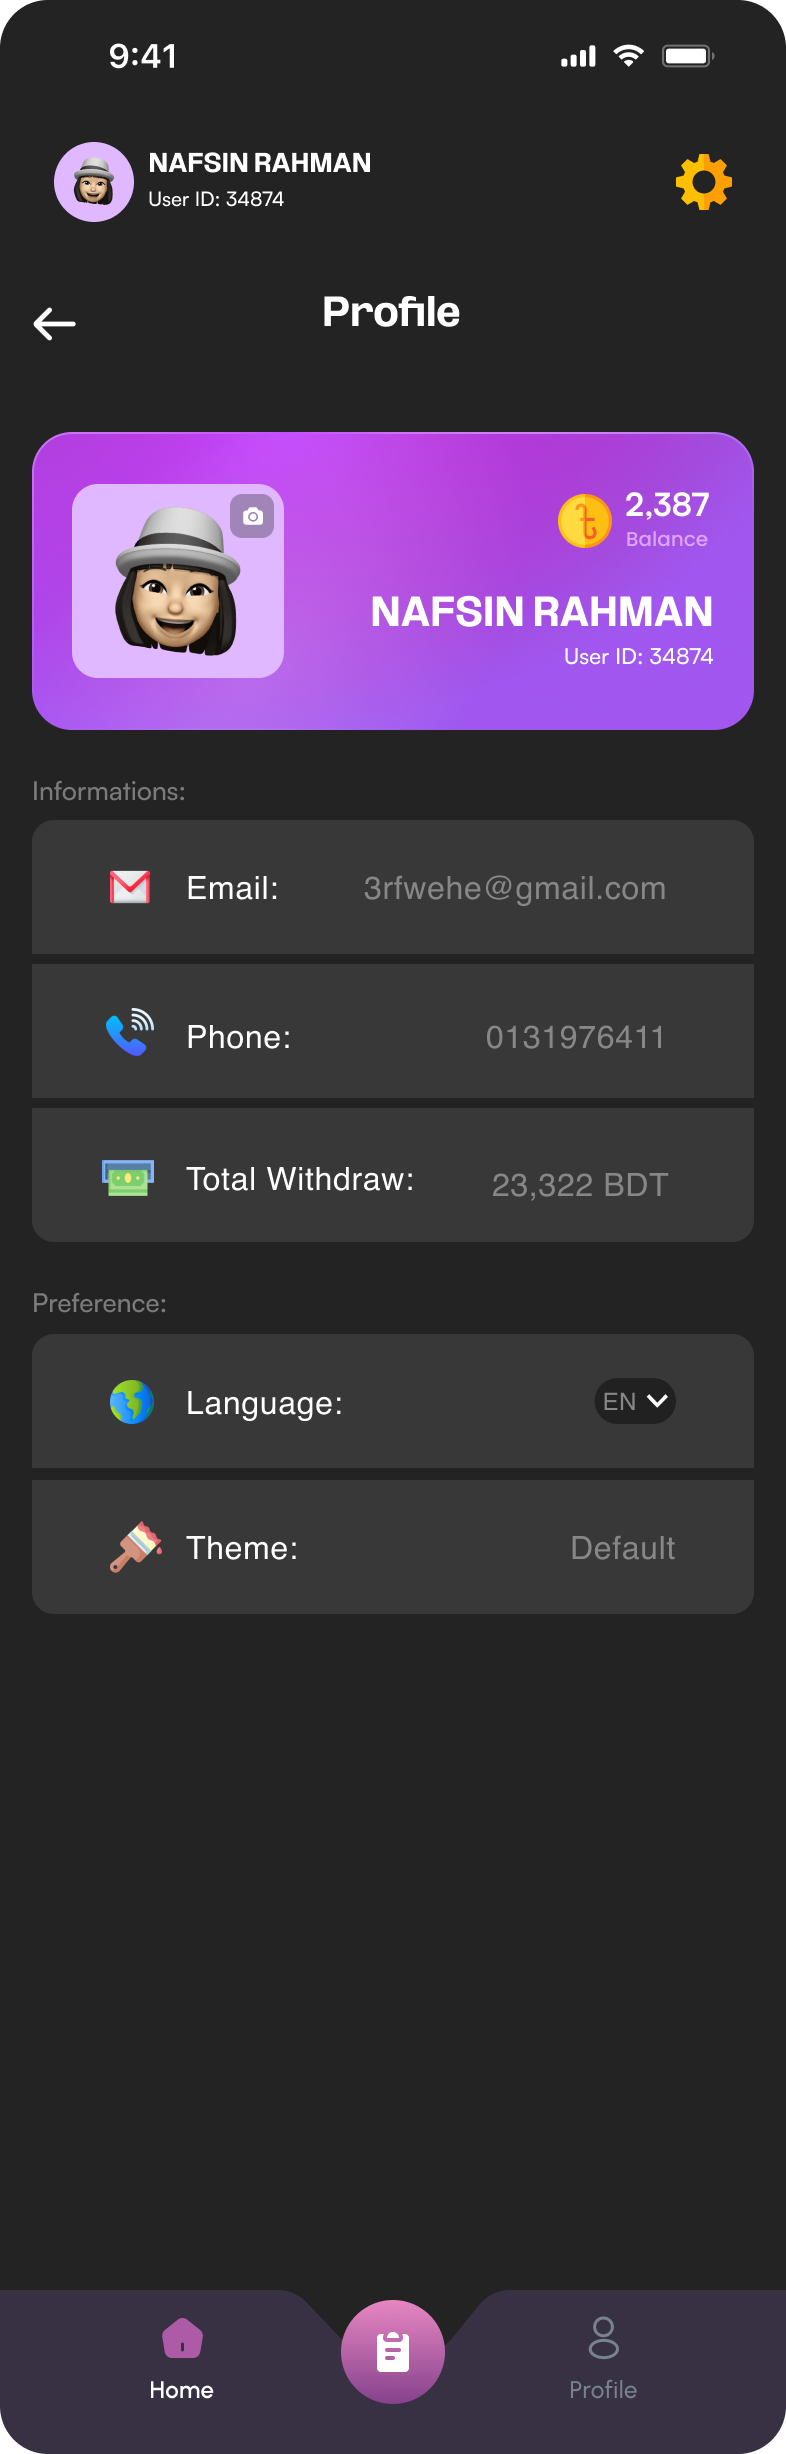 9:41
NAFSIN RAHMAN
User ID: 34874
Profile
2,387
Balance
NAFSIN RAHMAN
User ID: 34874
Informations:
Email: 3rfwehe@gmail.com
Phone: 0131976411
Total Withdraw: 23,322 BDT
Preference:
Language: EN
Theme: Default
Home Profile